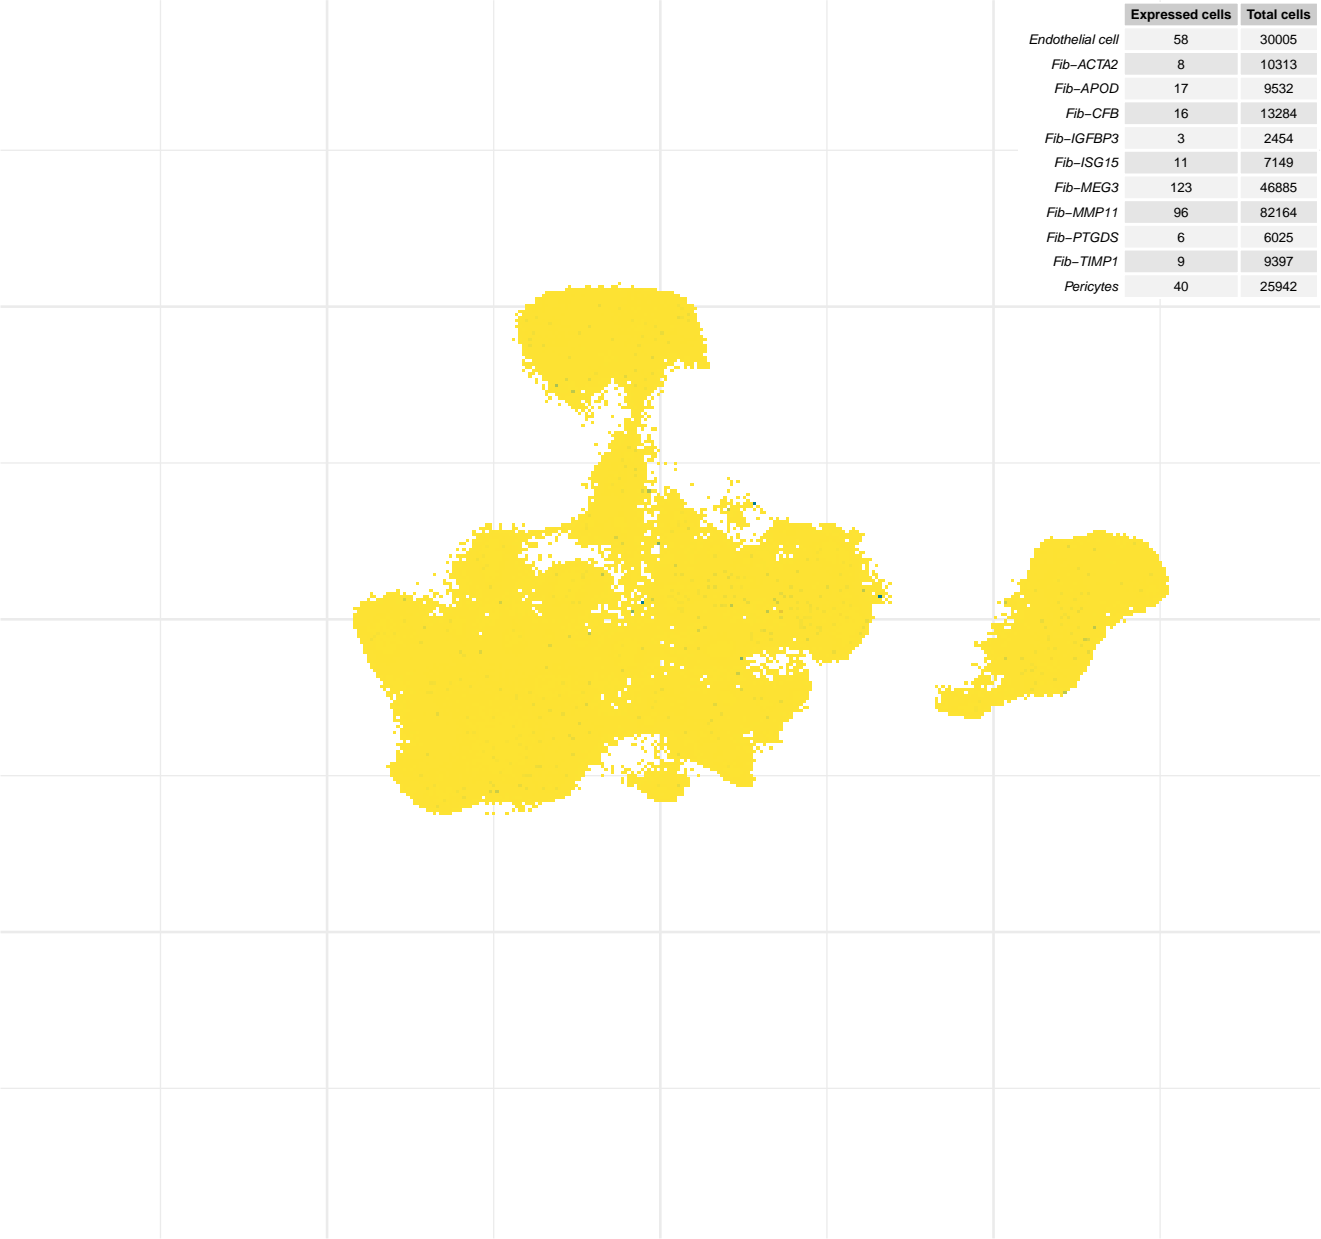 Expressed cells Total cells
Endothelial cell 58 30005
Fib−ACTA2 8 10313
Fib−APOD 17 9532
Fib−CFB 16 13284
Fib−IGFBP3 3 2454
Fib−ISG15 11 7149
Fib−MEG3 123 46885
Fib−MMP11 96 82164
Fib−PTGDS 6 6025
Fib−TIMP1 9 9397
Pericytes 40 25942